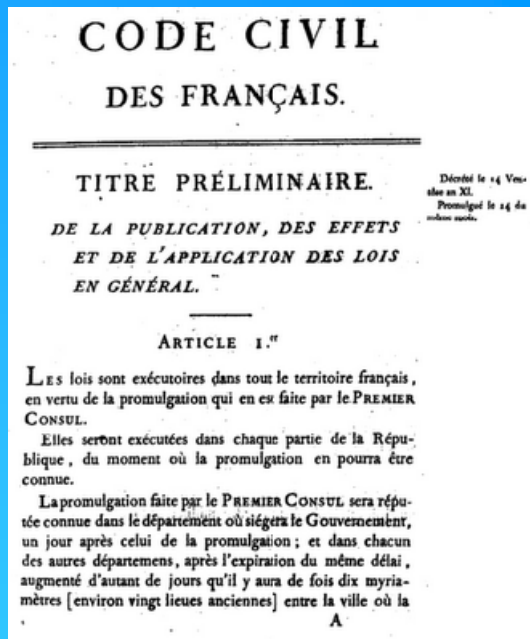 CODE CIVIL
DES FRANÇAIS.
TITRE PRÉLIMINAIRE.
Décrété le 14 Ven-
tôse an XI.
Promulgué le 24 du
même mois.
DE LA PUBLICATION, DES EFFETS
ET DE L'APPLICATION DES LOIS
EN GÉNÉRAL.
ARTICLE 1.er
LES lois sont exécutoires dans tout le territoire français,
en vertu de la promulgation qui en est faite par le PREMIER
CONSUL.
Elles seront exécutées dans chaque partie de la Répu-
blique, du moment où la promulgation en pourra être
connue.
La promulgation faite par le PREMIER CONSUL sera répu-
tée connue dans le département où siégera le Gouvernement,
un jour après celui de la promulgation ; et dans chacun
des autres départemens, après l'expiration du même délai,
augmenté d'autant de jours qu'il y aura de fois dix myria-
mètres [environ vingt lieues anciennes] entre la ville où la
A